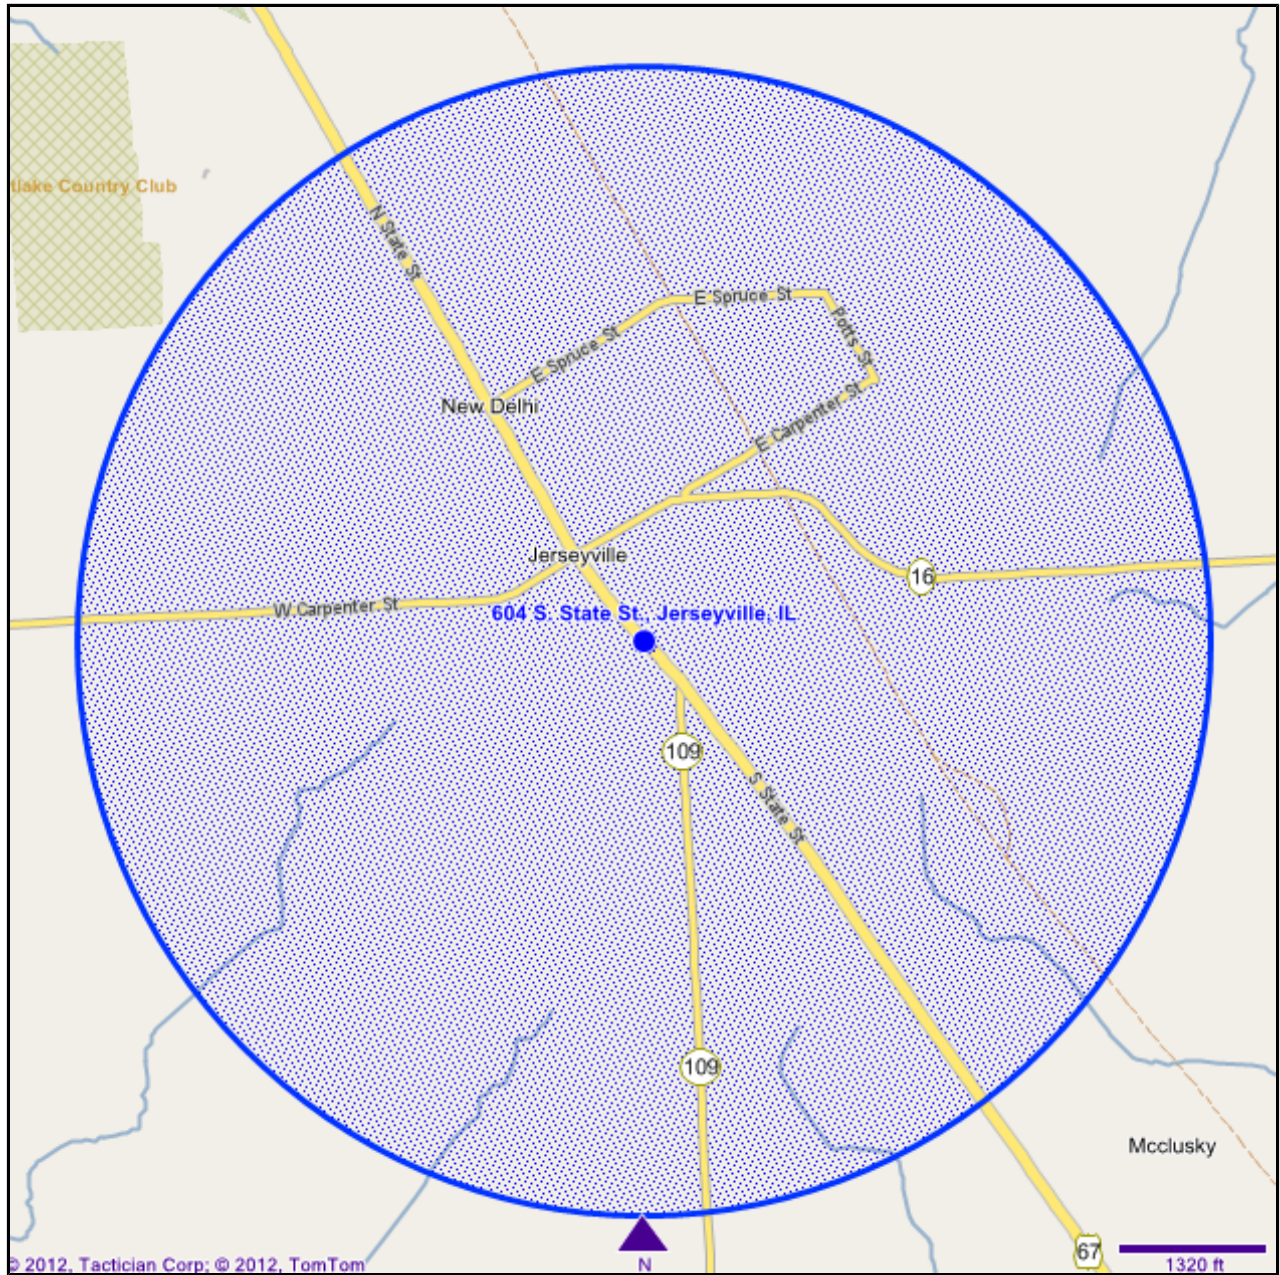 tlake Country Club
N State St
E Spruce St
E Spruce St
Potts St
New Delhi
E Carpenter St
Jerseyville
16
W Carpenter St
604 S. State St., Jerseyville, IL
109
S State St
109
Mcclusky
67
1320 ft
N
© 2012, Tactician Corp; © 2012, TomTom